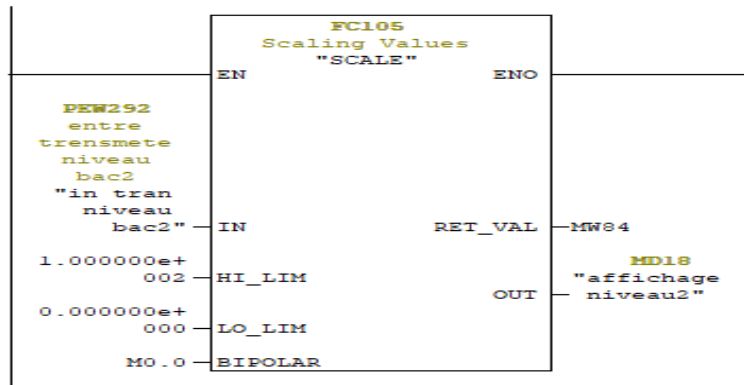 FC105
Scaling Values
"SCALE"
EN
ENO
PEW292
entre
trensmete
niveau
bac2
"in tran
niveau
bac2"
IN
RET_VAL
MW84
1.000000e+
002
HI_LIM
MD18
"affichage
OUT
niveau2"
0.000000e+
000
LO_LIM
M0.0
BIPOLAR